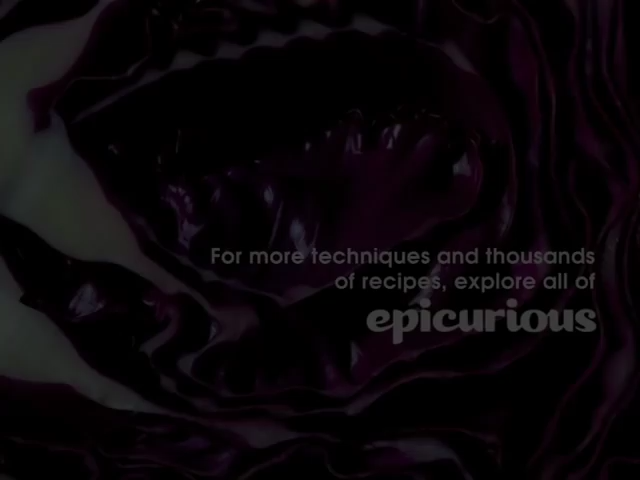 For more techniques and thousands
of recipes, explore all of
epicurious